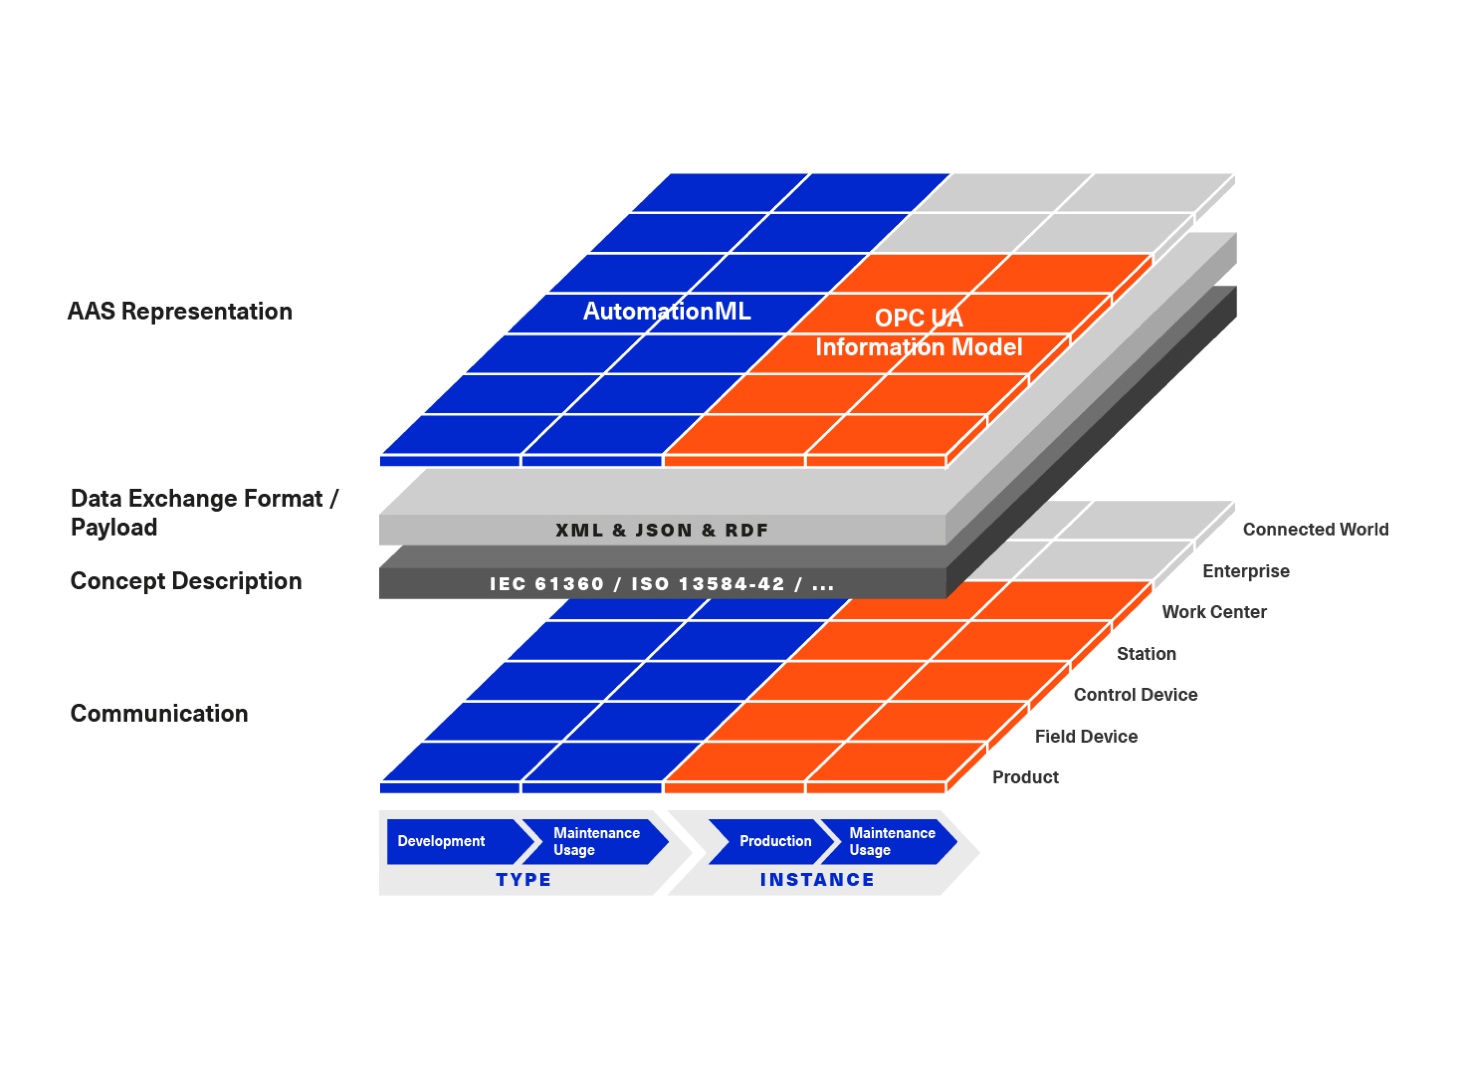 AAS Representation
AutomationML
OPC UA
Information Model
Data Exchange Format /
Payload
XML & JSON & RDF
Concept Description
IEC 61360 / ISO 13584-42 / ...
Connected World
Enterprise
Work Center
Station
Control Device
Field Device
Product
Communication
Development
Maintenance
Usage
TYPE
Production
Maintenance
Usage
INSTANCE